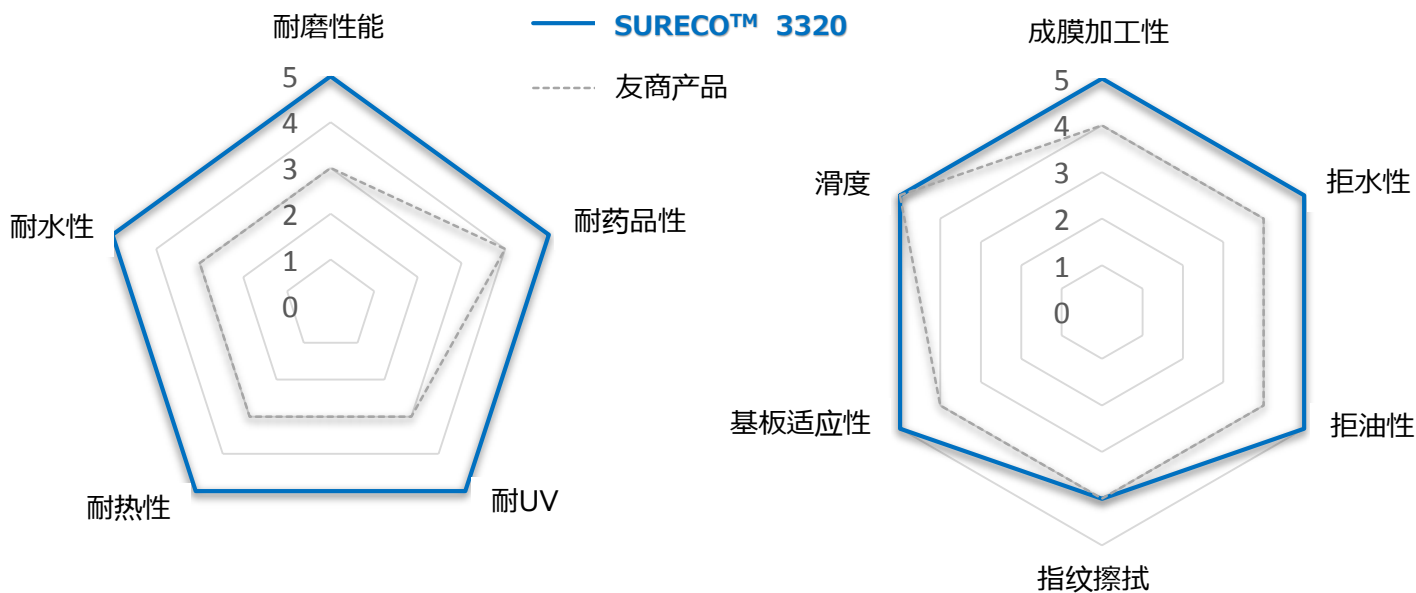 耐磨性能
SURECO™ 3320
友商产品
5
4
3
2
1
0
耐水性
耐药品性
耐热性
耐UV
成膜加工性
5
4
3
2
1
0
滑度
拒水性
基板适应性
拒油性
指纹擦拭